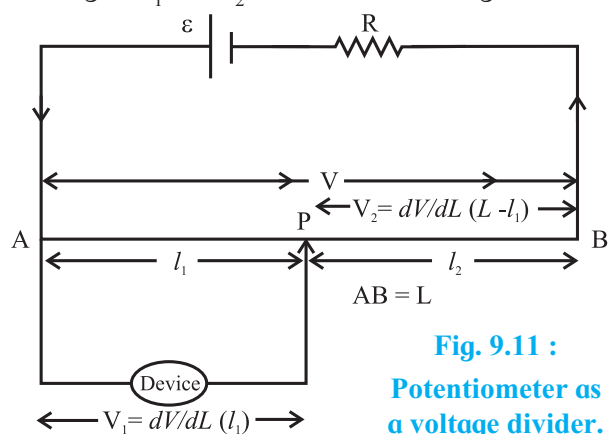 ε R
V
V₂= dV/dL (L -l₁)
A P B
l₁ l₂
AB = L
Device
V₁= dV/dL (l₁)
Fig. 9.11 :
Potentiometer as
a voltage divider.